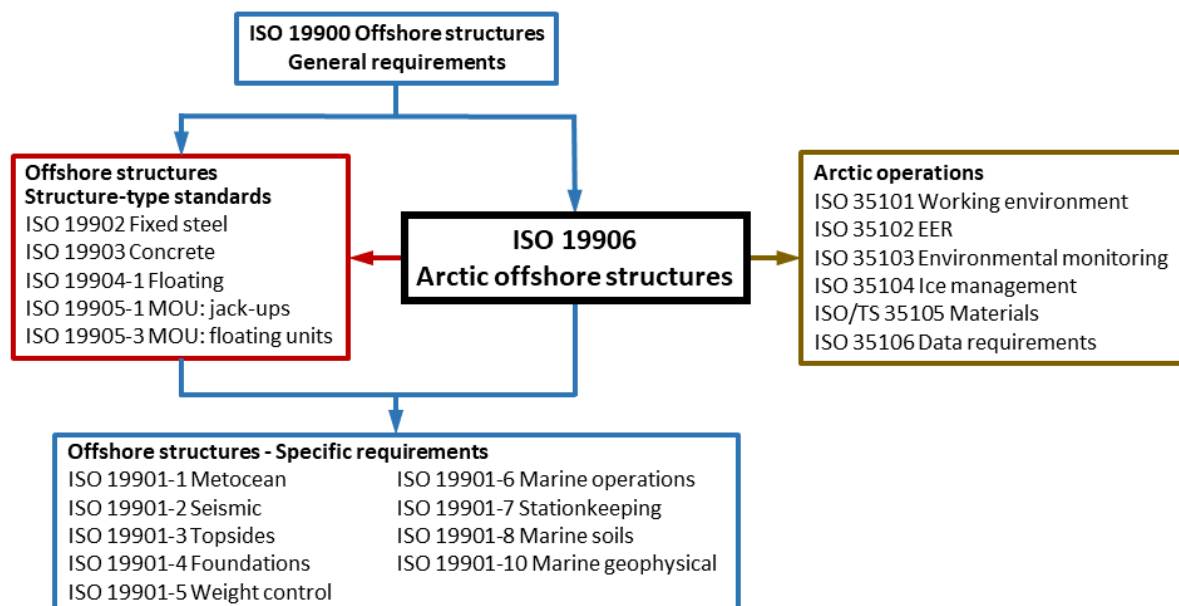 ISO 19900 Offshore structures
General requirements
Offshore structures
Structure-type standards
ISO 19902 Fixed steel
ISO 19903 Concrete
ISO 19904-1 Floating
ISO 19905-1 MOU: jack-ups
ISO 19905-3 MOU: floating units
ISO 19906
Arctic offshore structures
Arctic operations
ISO 35101 Working environment
ISO 35102 EER
ISO 35103 Environmental monitoring
ISO 35104 Ice management
ISO/TS 35105 Materials
ISO 35106 Data requirements
Offshore structures - Specific requirements
ISO 19901-1 Metocean
ISO 19901-2 Seismic
ISO 19901-3 Topsides
ISO 19901-4 Foundations
ISO 19901-5 Weight control
ISO 19901-6 Marine operations
ISO 19901-7 Stationkeeping
ISO 19901-8 Marine soils
ISO 19901-10 Marine geophysical